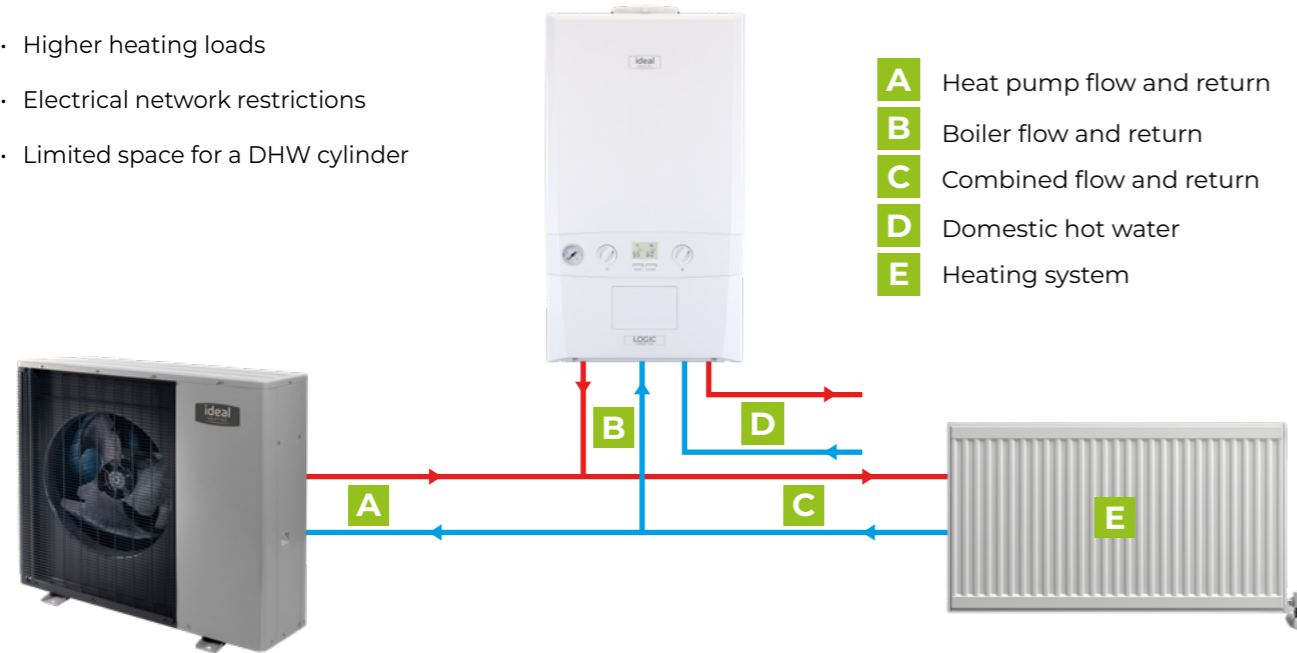 · Higher heating loads
· Electrical network restrictions
· Limited space for a DHW cylinder
ideal
LOGIC
A Heat pump flow and return
B Boiler flow and return
C Combined flow and return
D Domestic hot water
E Heating system
ideal
B
D
A
C
E